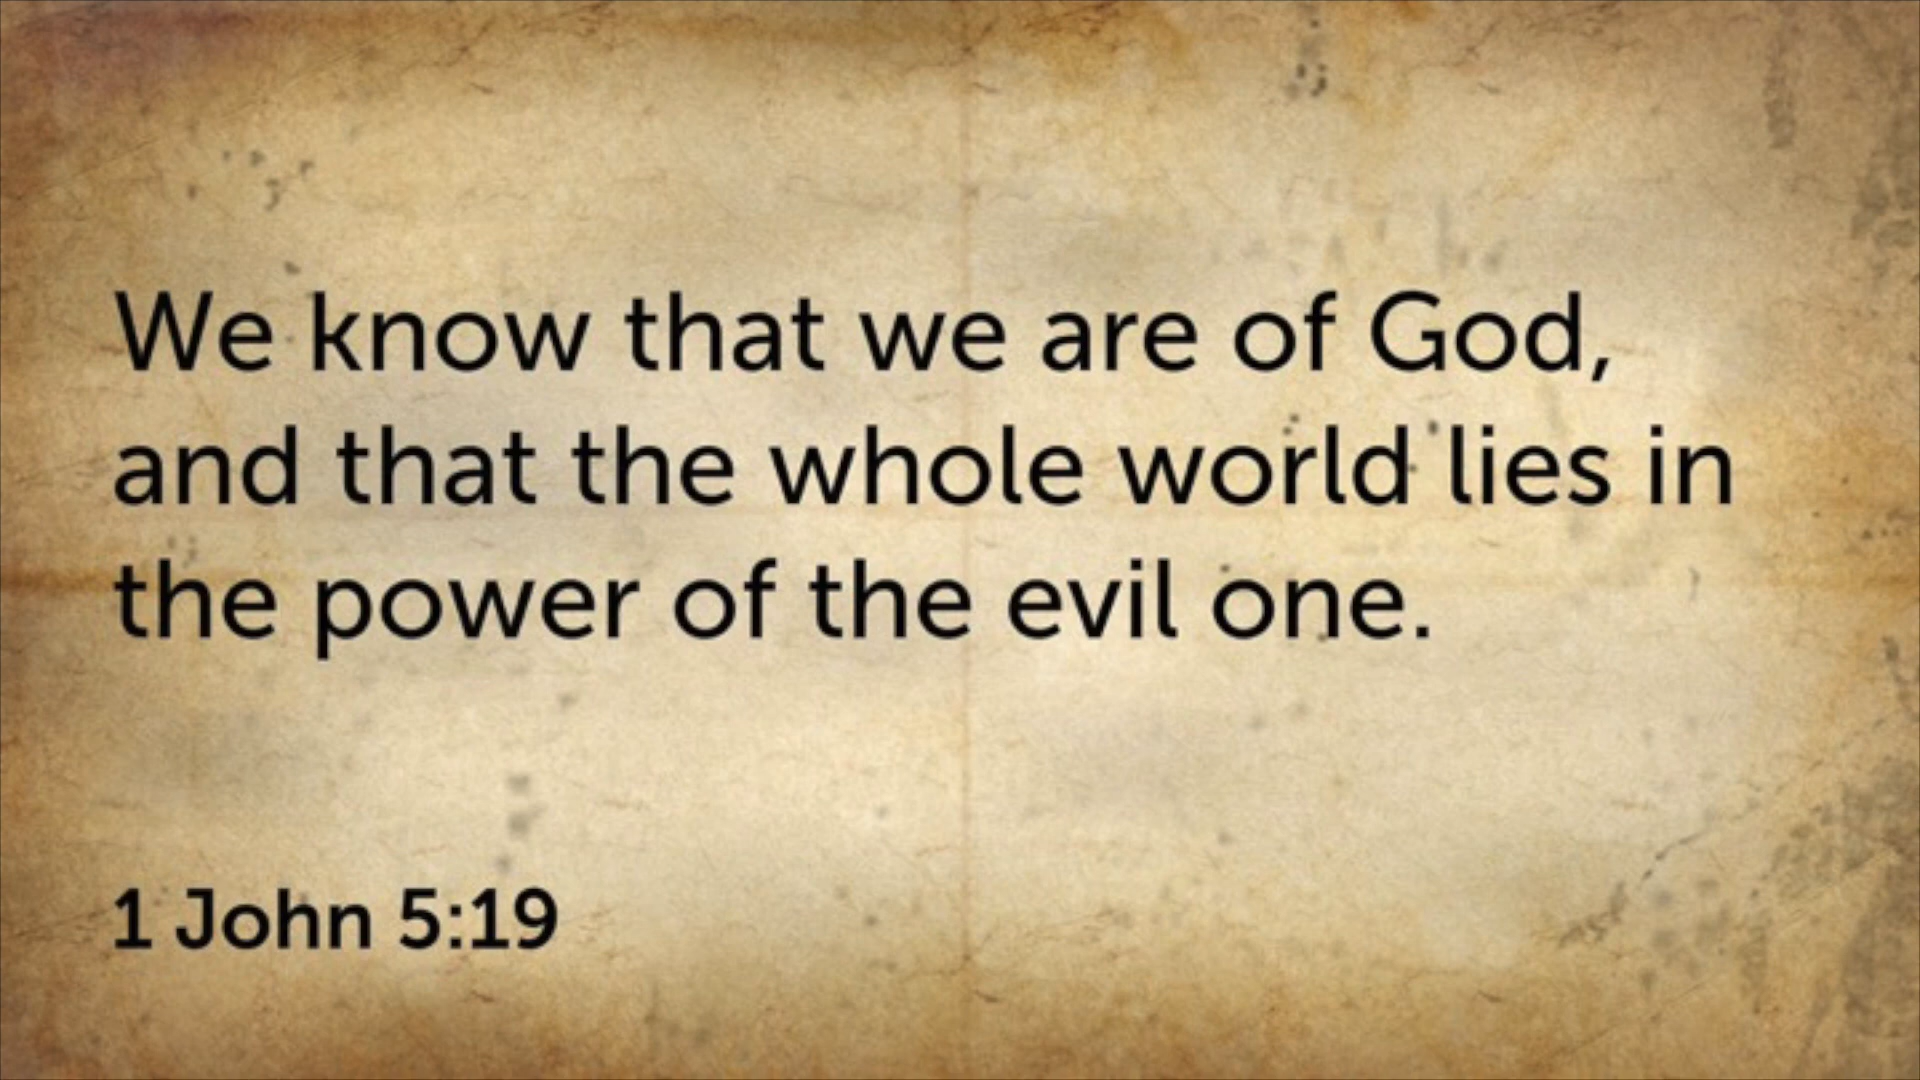 We know that we are of God,
and that the whole world lies in
the power of the evil one.
1 John 5:19